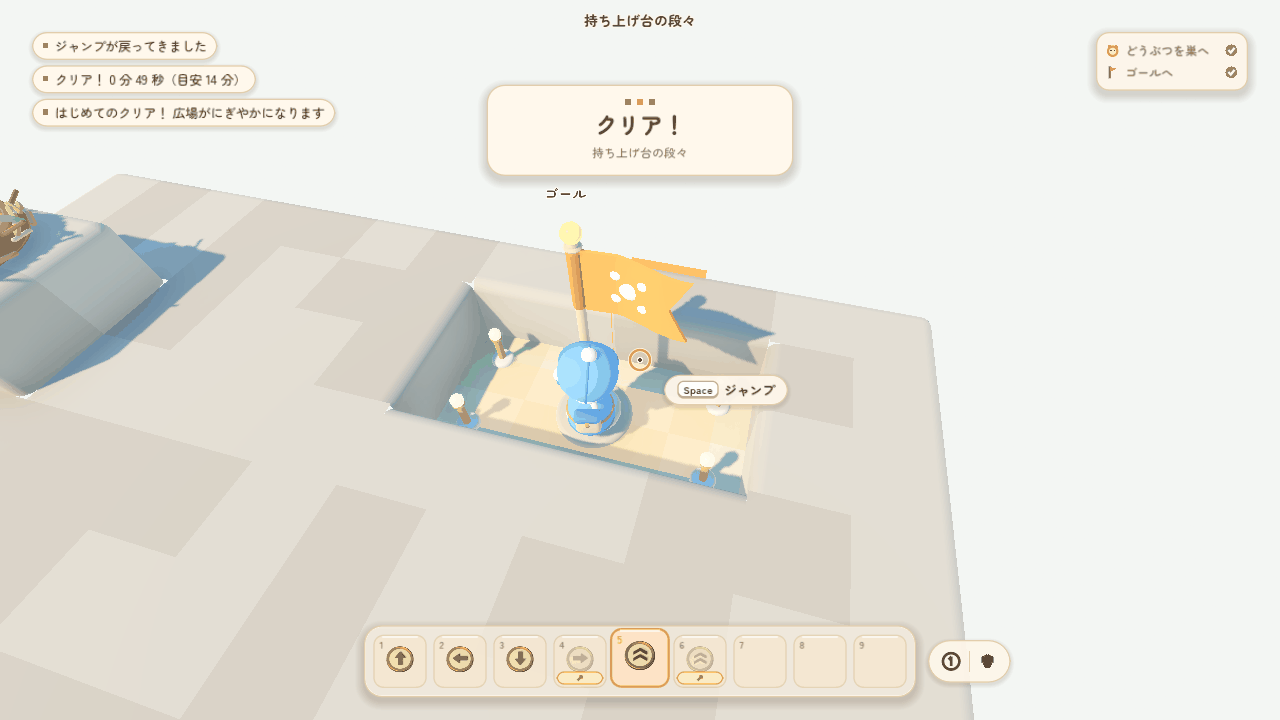 持ち上げ台の段々
ジャンプが戻ってきました
クリア！ 0 分 49 秒（目安 14 分）
はじめてのクリア！ 広場がにぎやかになります
どうぶつを巣へ
ゴールへ
クリア！
持ち上げ台の段々
ゴール
Space ジャンプ
1 2 3 4 5 6 7 8 9
1